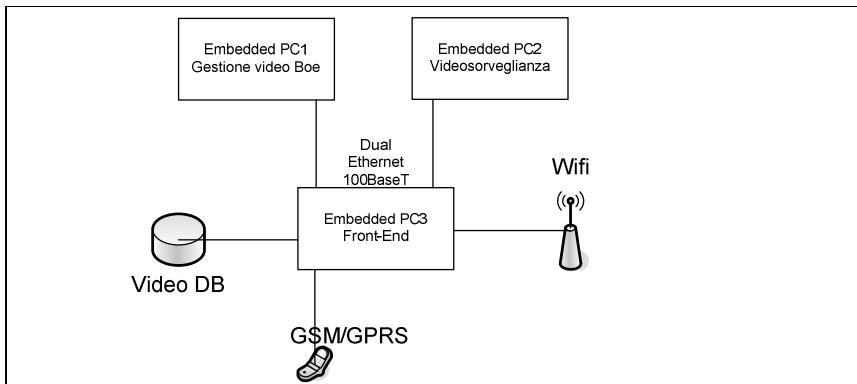 Embedded PC1
Gestione video Boe
Embedded PC2
Videosorveglianza
Dual
Ethernet
100BaseT
Wifi
Embedded PC3
Front-End
Video DB
GSM/GPRS